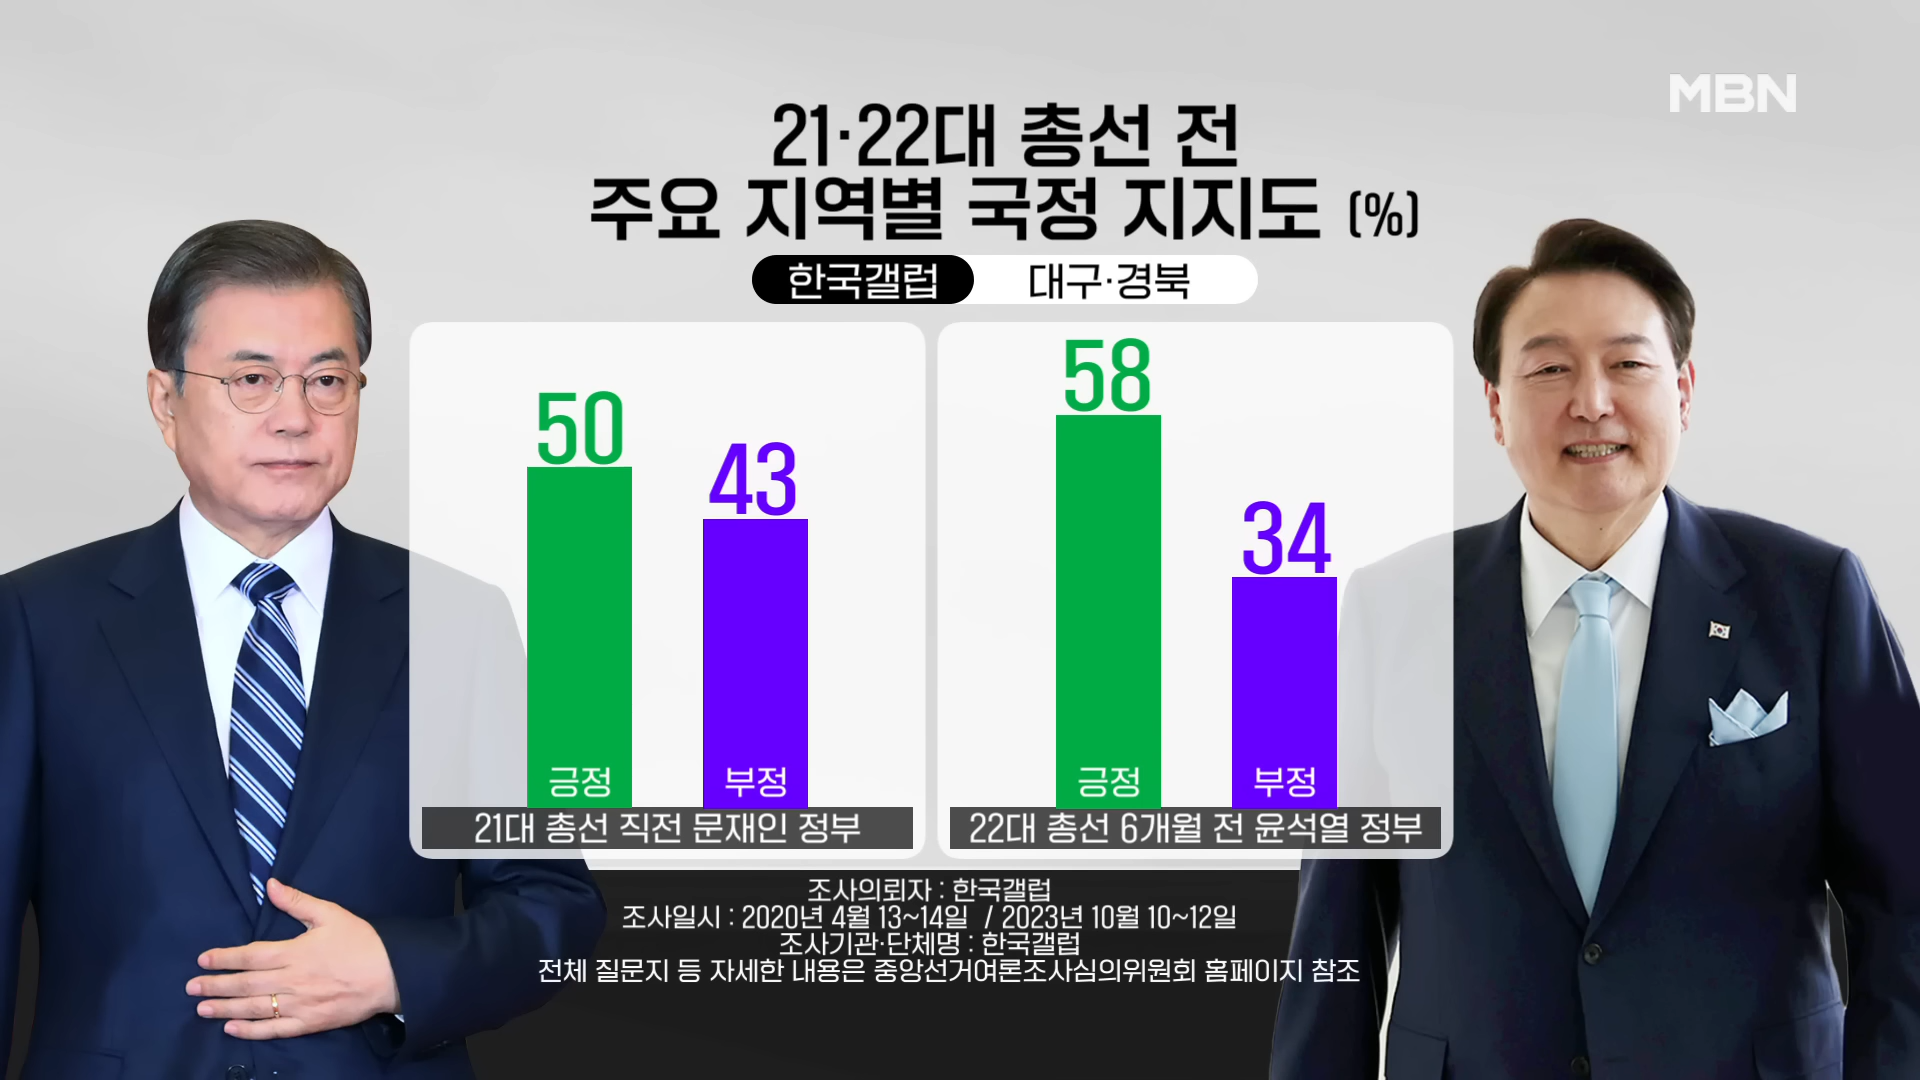 MBN
21·22대 총선 전
주요 지역별 국정 지지도 (%)
한국갤럽 대구·경북
50
43
긍정
부정
21대 총선 직전 문재인 정부
58
34
긍정
부정
22대 총선 6개월 전 윤석열 정부
조사의뢰자 : 한국갤럽
조사일시 : 2020년 4월 13~14일 / 2023년 10월 10~12일
조사기관·단체명 : 한국갤럽
전체 질문지 등 자세한 내용은 중앙선거여론조사심의위원회 홈페이지 참조